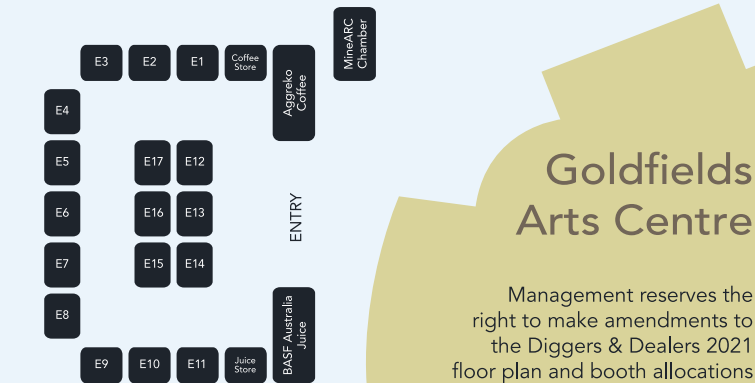 MineARC
Chamber
E3
E2
E1
Coffee
Store
Aggreko
Coffee
E4
E5
E17
E12
E6
E16
E13
ENTRY
E7
E15
E14
E8
BASF Australia
Juice
E9
E10
E11
Juice
Store
Goldfields
Arts Centre
Management reserves the
right to make amendments to
the Diggers & Dealers 2021
floor plan and booth allocations